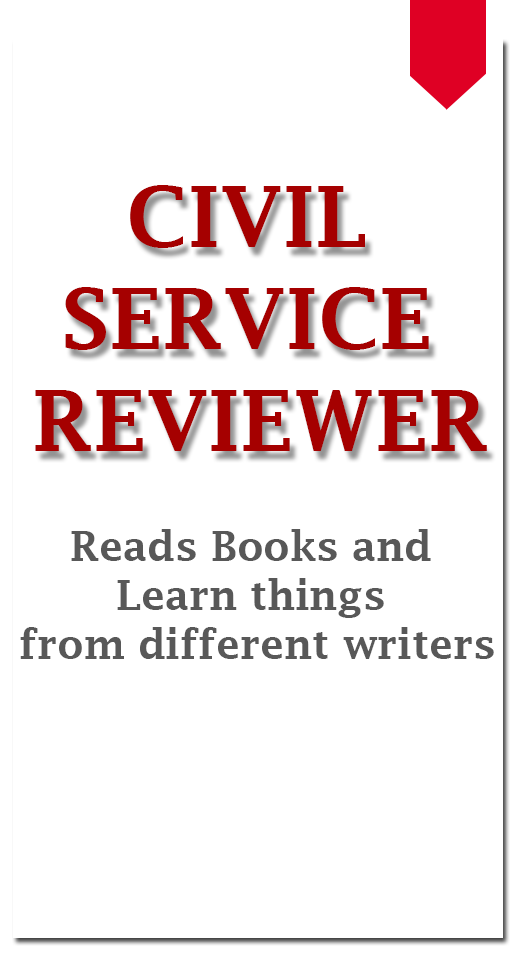 CIVIL
SERVICE
REVIEWER
Reads Books and
Learn things
from different writers